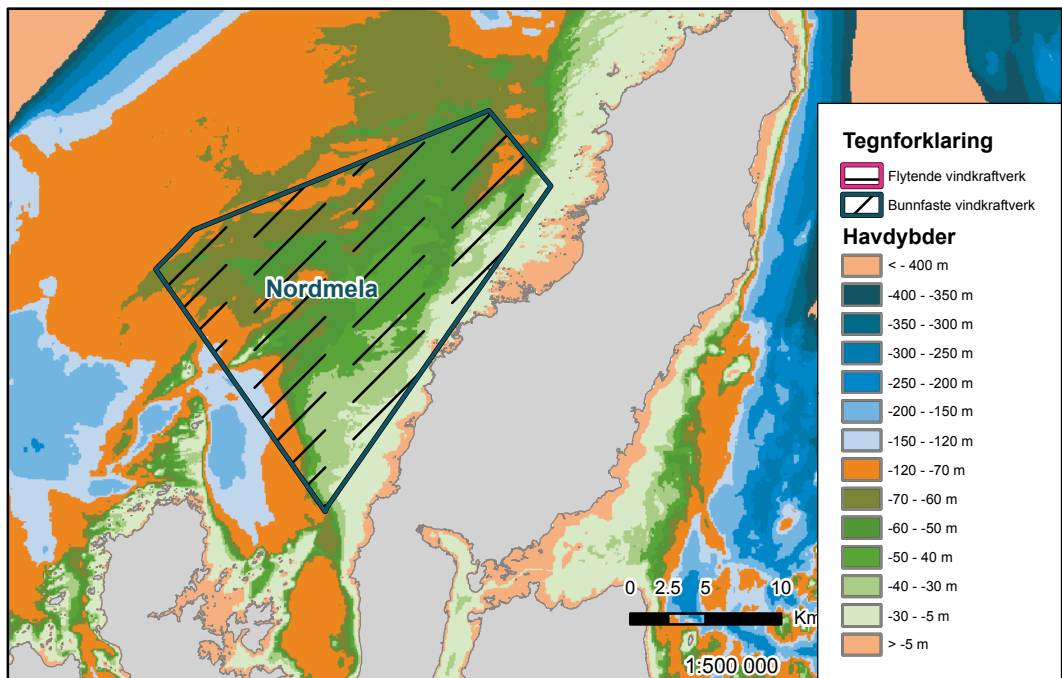 Nordmela
Tegnforklaring
Flytende vindkraftverk
Bunnfaste vindkraftverk
Havdybder
< - 400 m
-400 - -350 m
-350 - -300 m
-300 - -250 m
-250 - -200 m
-200 - -150 m
-150 - -120 m
-120 - -70 m
-70 - -60 m
-60 - -50 m
-50 - 40 m
-40 - -30 m
-30 - -5 m
> -5 m
0 2.5 5 10
Km
1:500 000